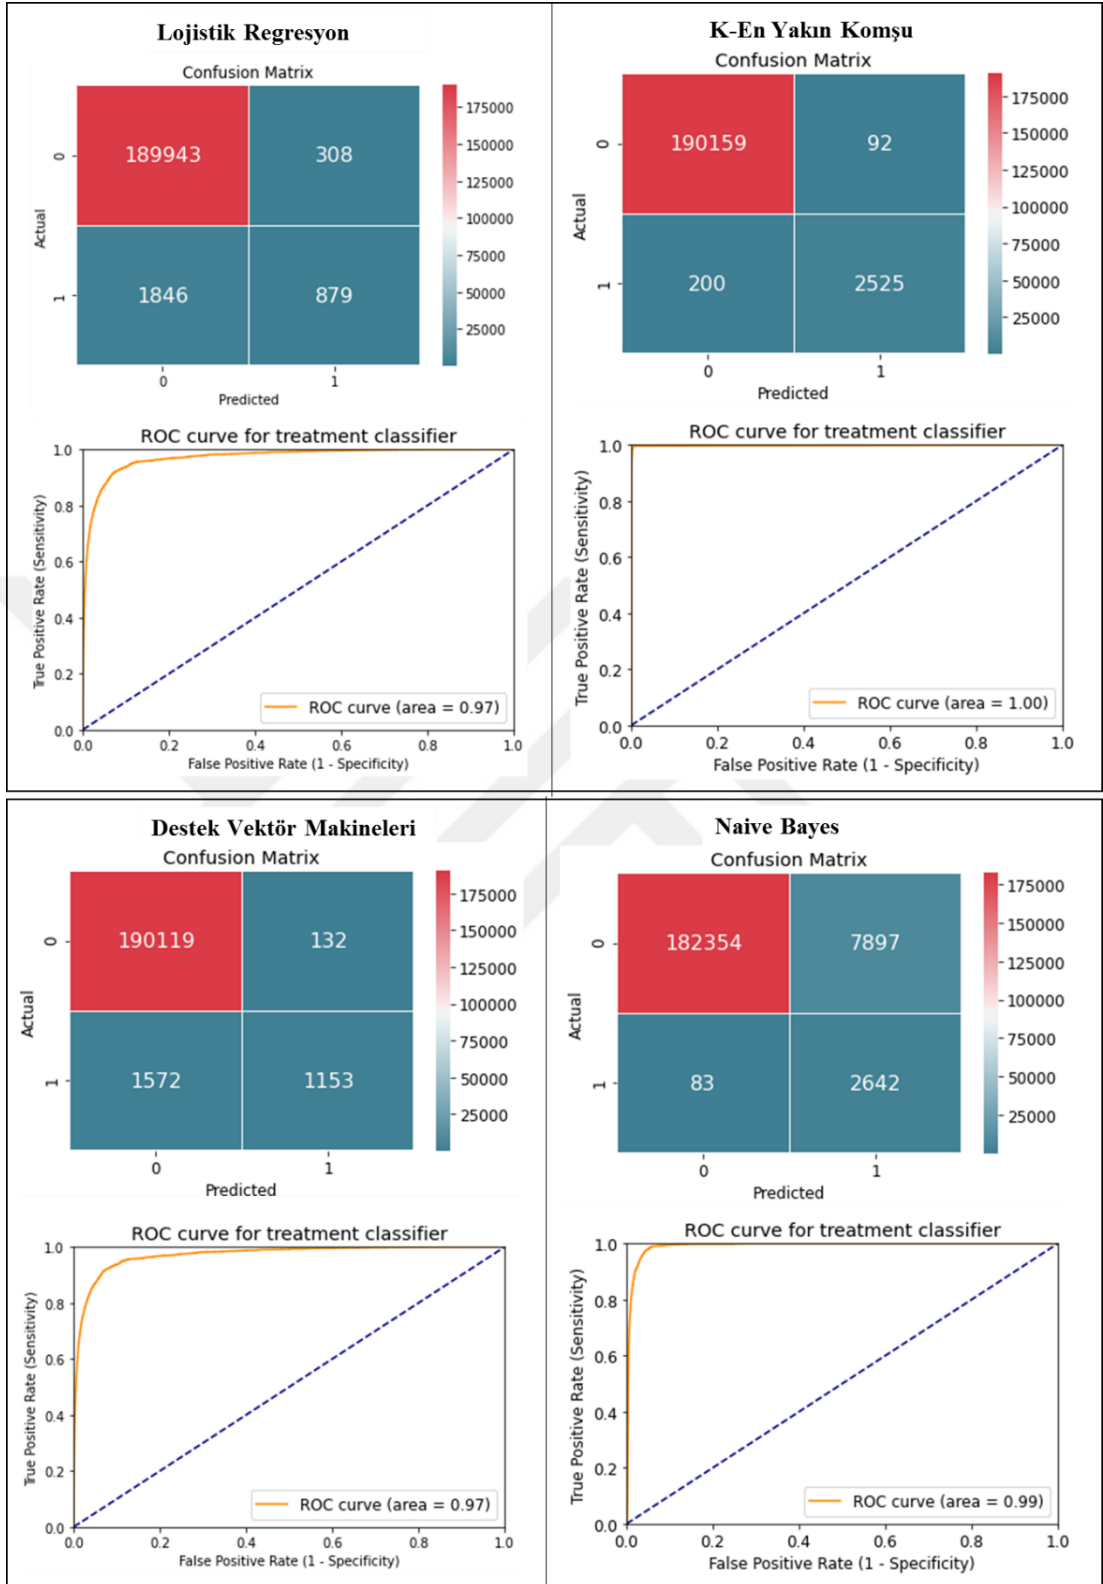 Lojistik Regresyon
Confusion Matrix
189943 308
1846 879
0
1
Actual
0 1
Predicted
175000
150000
125000
100000
75000
50000
25000
ROC curve for treatment classifier
True Positive Rate (Sensitivity)
1.0
0.8
0.6
0.4
0.2
0.0
ROC curve (area = 0.97)
0.0 0.2 0.4 0.6 0.8 1.0
False Positive Rate (1 - Specificity)
K-En Yakın Komşu
Confusion Matrix
190159 92
200 2525
0
1
Actual
0 1
Predicted
175000
150000
125000
100000
75000
50000
25000
ROC curve for treatment classifier
True Positive Rate (Sensitivity)
1.0
0.8
0.6
0.4
0.2
0.0
ROC curve (area = 1.00)
0.0 0.2 0.4 0.6 0.8 1.0
False Positive Rate (1 - Specificity)
Destek Vektör Makineleri
Confusion Matrix
190119 132
1572 1153
0
1
Actual
0 1
Predicted
175000
150000
125000
100000
75000
50000
25000
ROC curve for treatment classifier
True Positive Rate (Sensitivity)
1.0
0.8
0.6
0.4
0.2
0.0
ROC curve (area = 0.97)
0.0 0.2 0.4 0.6 0.8 1.0
False Positive Rate (1 - Specificity)
Naive Bayes
Confusion Matrix
182354 7897
83 2642
0
1
Actual
0 1
Predicted
175000
150000
125000
100000
75000
50000
25000
ROC curve for treatment classifier
True Positive Rate (Sensitivity)
1.0
0.8
0.6
0.4
0.2
0.0
ROC curve (area = 0.99)
0.0 0.2 0.4 0.6 0.8 1.0
False Positive Rate (1 - Specificity)